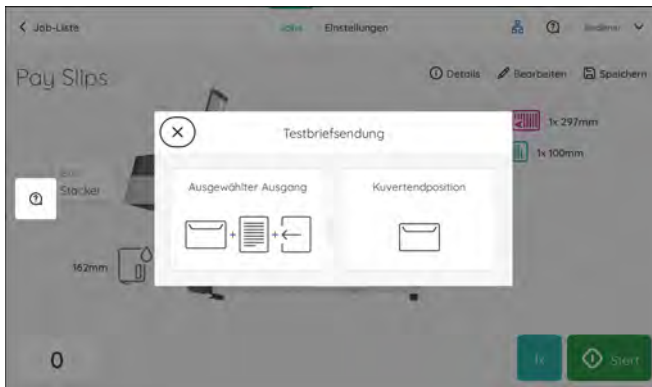 Job-Liste
Jobs
Einstellungen
Bediener
Pay Slips
Details
Bearbeiten
Speichern
1x 297mm
1x 100mm
Testbriefsendung
Ausgewählter Ausgang
Kuvertendposition
Stacker
162mm
0
1x
Start